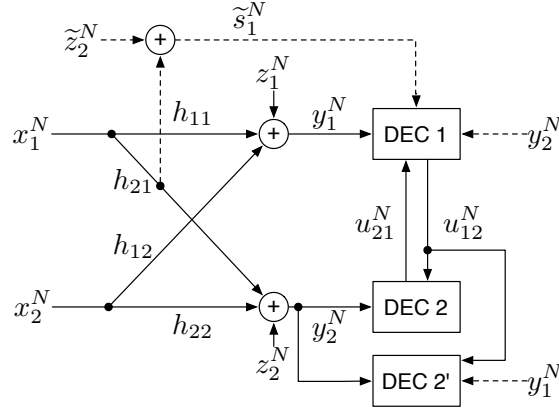 z̃₂ᴺ + s̃₁ᴺ
z₁ᴺ
x₁ᴺ h₁₁ + y₁ᴺ DEC 1 y₂ᴺ
h₂₁
u₂₁ᴺ u₁₂ᴺ
h₁₂
x₂ᴺ h₂₂ + y₂ᴺ DEC 2
z₂ᴺ
DEC 2' y₁ᴺ